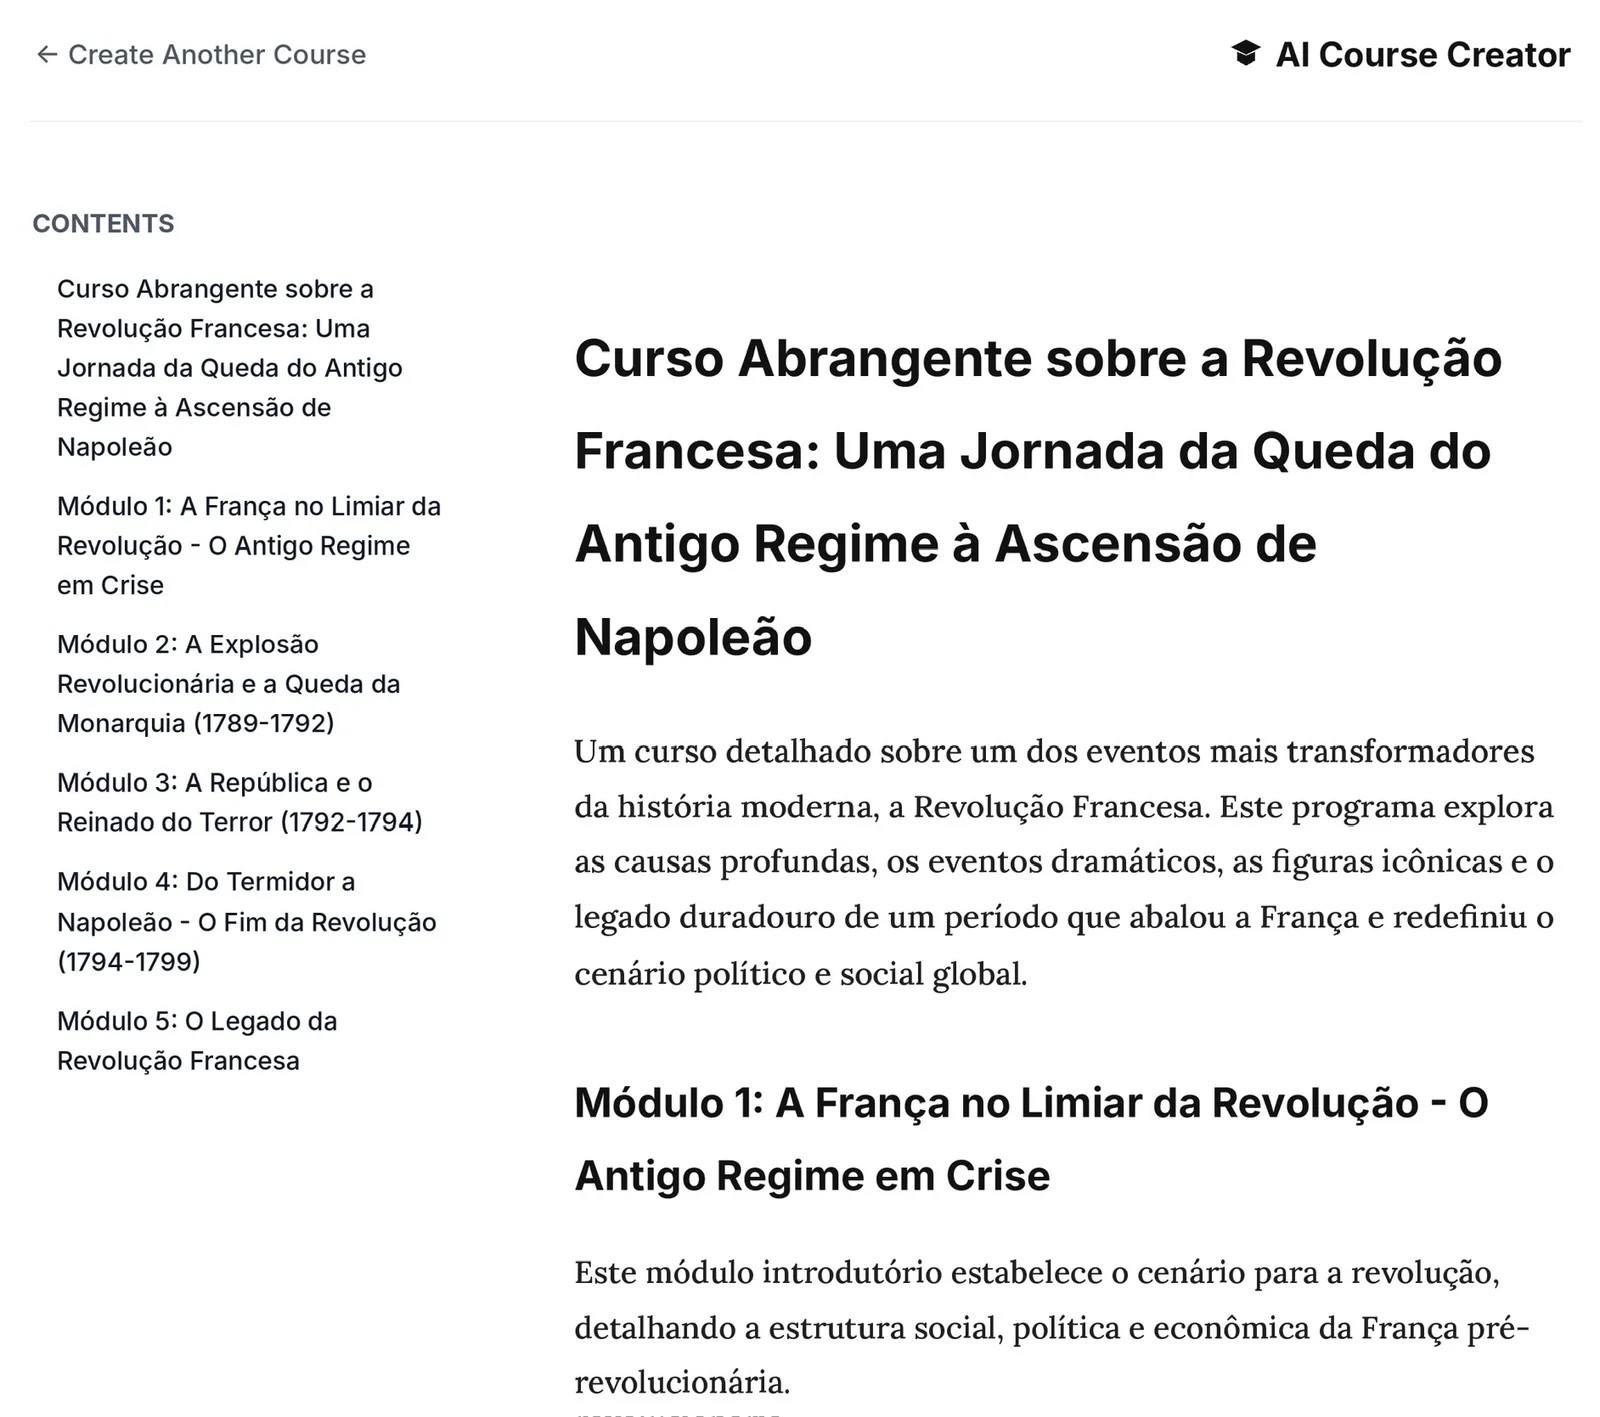 ← Create Another Course
AI Course Creator
CONTENTS
Curso Abrangente sobre a
Revolução Francesa: Uma
Jornada da Queda do Antigo
Regime à Ascensão de
Napoleão
Módulo 1: A França no Limiar da
Revolução - O Antigo Regime
em Crise
Módulo 2: A Explosão
Revolucionária e a Queda da
Monarquia (1789-1792)
Módulo 3: A República e o
Reinado do Terror (1792-1794)
Módulo 4: Do Termidor a
Napoleão - O Fim da Revolução
(1794-1799)
Módulo 5: O Legado da
Revolução Francesa
Curso Abrangente sobre a Revolução
Francesa: Uma Jornada da Queda do
Antigo Regime à Ascensão de
Napoleão
Um curso detalhado sobre um dos eventos mais transformadores
da história moderna, a Revolução Francesa. Este programa explora
as causas profundas, os eventos dramáticos, as figuras icônicas e o
legado duradouro de um período que abalou a França e redefiniu o
cenário político e social global.
Módulo 1: A França no Limiar da Revolução - O
Antigo Regime em Crise
Este módulo introdutório estabelece o cenário para a revolução,
detalhando a estrutura social, política e econômica da França pré-
revolucionária.